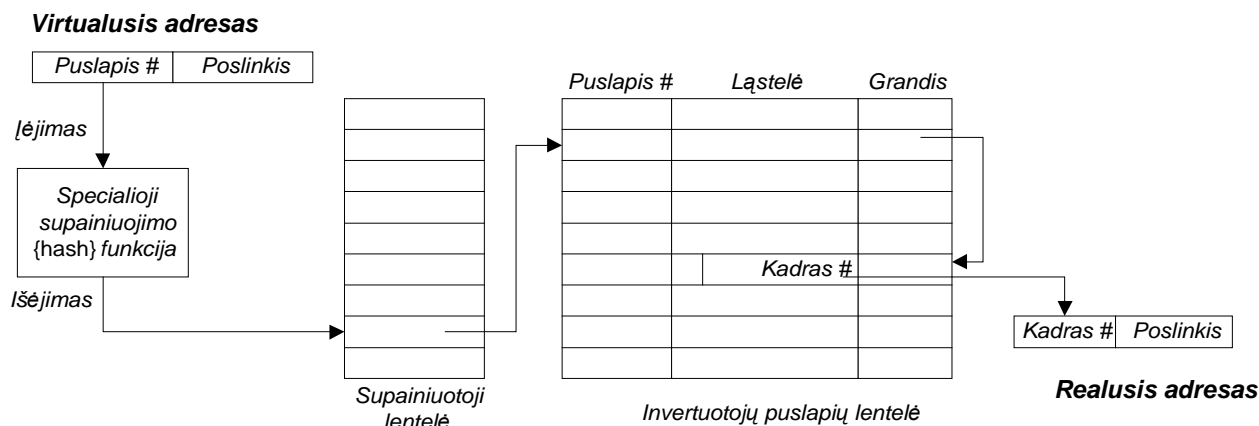 Virtualusis adresas
Puslapis # Poslinkis
Puslapis # Ląstelė Grandis
Įėjimas
Specialioji
supainiuojimo
{hash} funkcija
Kadras #
Išėjimas
Kadras # Poslinkis
Supainiuotoji
lentelė
Invertuotojų puslapių lentelė
Realusis adresas